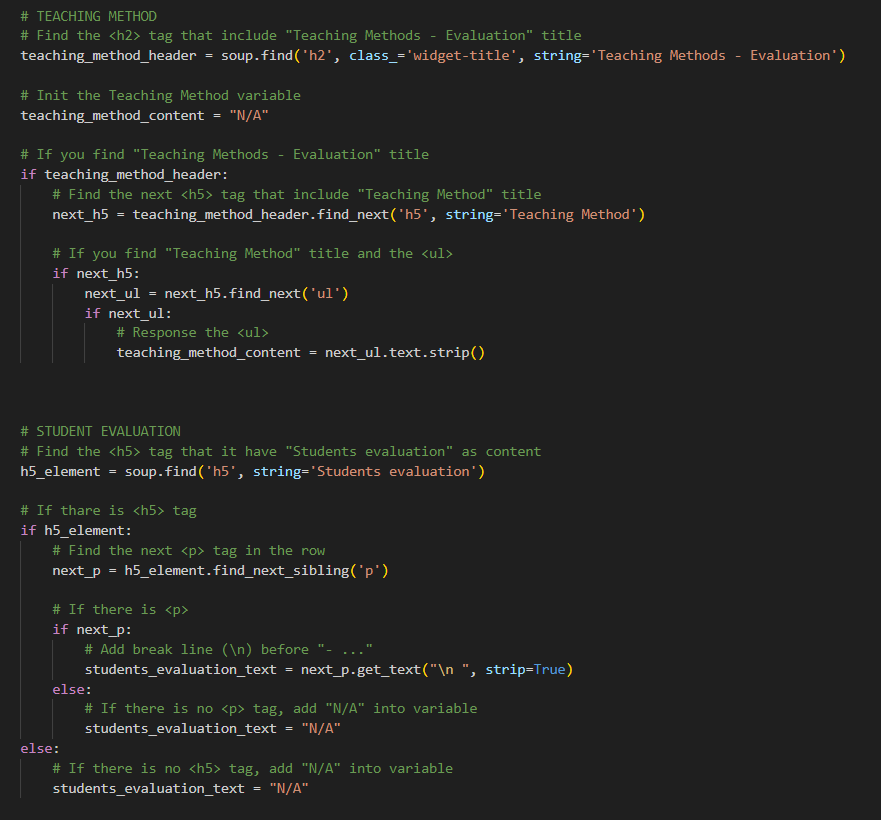 # TEACHING METHOD
# Find the <h2> tag that include "Teaching Methods - Evaluation" title
teaching_method_header = soup.find('h2', class_='widget-title', string='Teaching Methods - Evaluation')
# Init the Teaching Method variable
teaching_method_content = "N/A"
# If you find "Teaching Methods - Evaluation" title
if teaching_method_header:
    # Find the next <h5> tag that include "Teaching Method" title
    next_h5 = teaching_method_header.find_next('h5', string='Teaching Method')
    # If you find "Teaching Method" title and the <ul>
    if next_h5:
        next_ul = next_h5.find_next('ul')
        if next_ul:
            # Response the <ul>
            teaching_method_content = next_ul.text.strip()
# STUDENT EVALUATION
# Find the <h5> tag that it have "Students evaluation" as content
h5_element = soup.find('h5', string='Students evaluation')
# If thare is <h5> tag
if h5_element:
    # Find the next <p> tag in the row
    next_p = h5_element.find_next_sibling('p')
    # If there is <p>
    if next_p:
        # Add break line (\n) before "- ..."
        students_evaluation_text = next_p.get_text("\n ", strip=True)
    else:
        # If there is no <p> tag, add "N/A" into variable
        students_evaluation_text = "N/A"
else:
    # If there is no <h5> tag, add "N/A" into variable
    students_evaluation_text = "N/A"